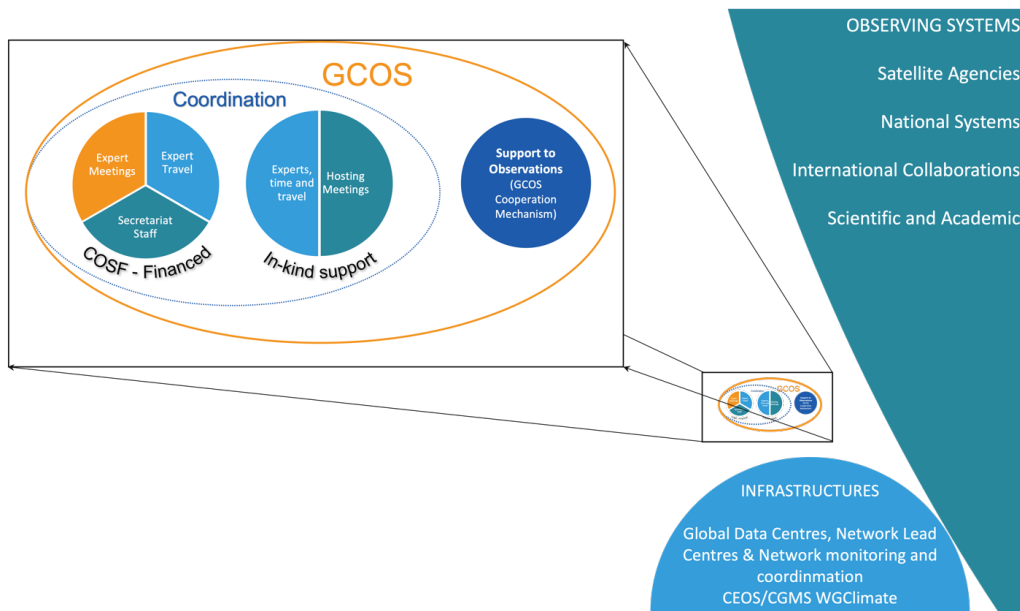 GCOS
Coordination
Expert
Meetings
Expert
Travel
Secretariat
Staff
COSF - Financed
Experts,
time and
travel
Hosting
Meetings
In-kind support
Support to
Observations
(GCOS
Cooperation
Mechanism)
OBSERVING SYSTEMS
Satellite Agencies
National Systems
International Collaborations
Scientific and Academic
GCOS
INFRASTRUCTURES
Global Data Centres, Network Lead
Centres & Network monitoring and
coordinmation
CEOS/CGMS WGClimate